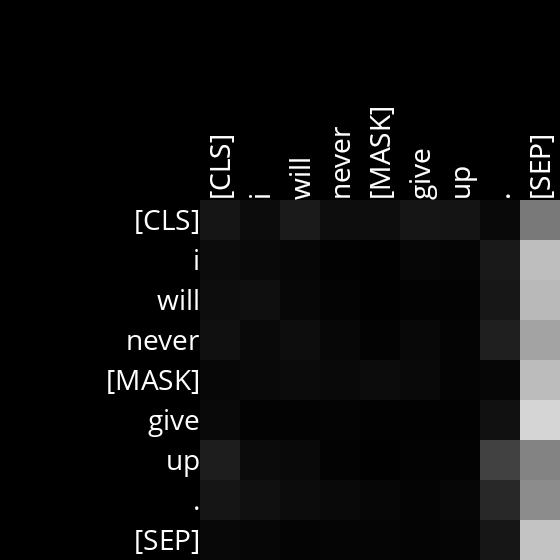 [CLS] i will never [MASK] give up . [SEP]
[CLS]
i
will
never
[MASK]
give
up
.
[SEP]